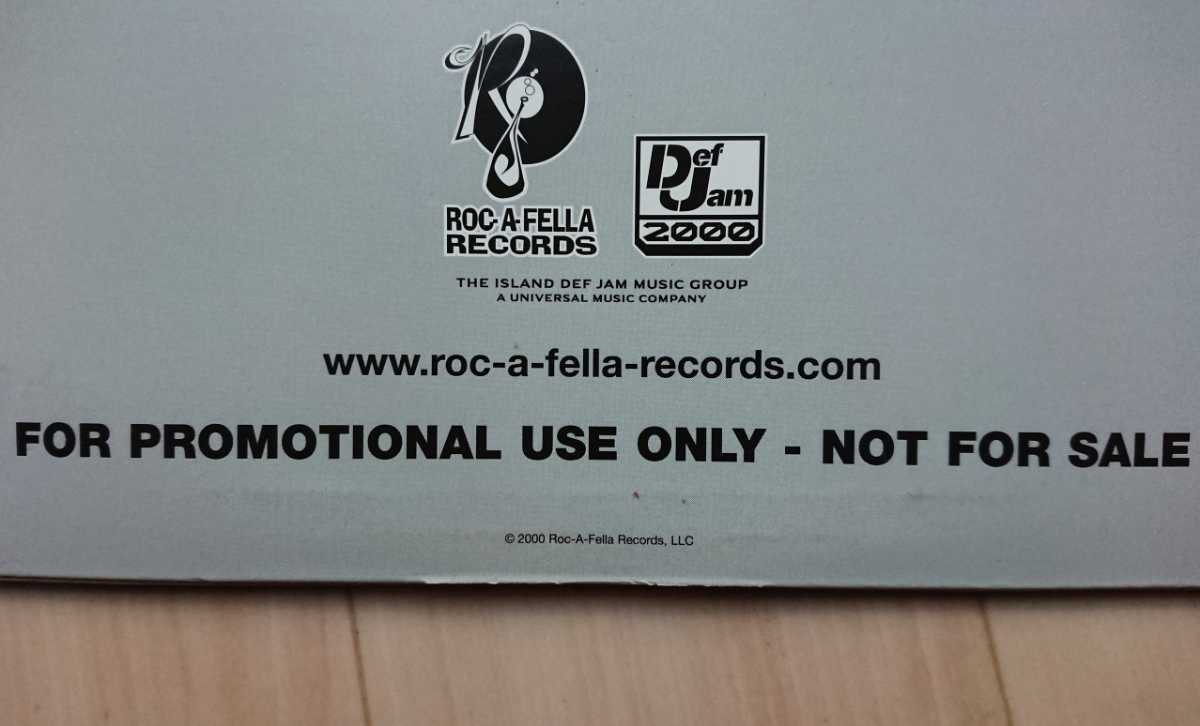 ROC-A-FELLA
RECORDS
Def
Jam
2000
THE ISLAND DEF JAM MUSIC GROUP
A UNIVERSAL MUSIC COMPANY
www.roc-a-fella-records.com
FOR PROMOTIONAL USE ONLY - NOT FOR SALE
© 2000 Roc-A-Fella Records, LLC